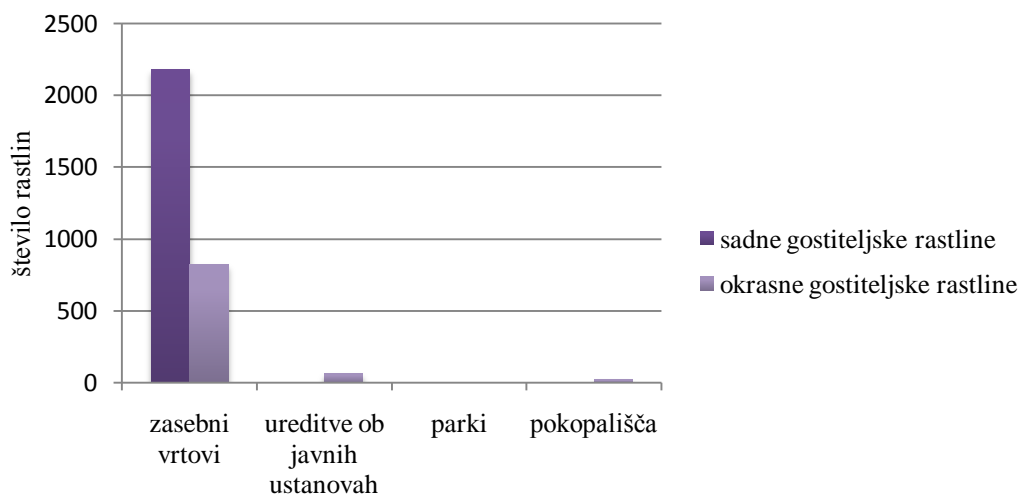 2500
2000
1500
1000
500
0
število rastlin
zasebni
vrtovi
ureditve ob
javnih
ustanovah
parki
pokopališča
sadne gostiteljske rastline
okrasne gostiteljske rastline